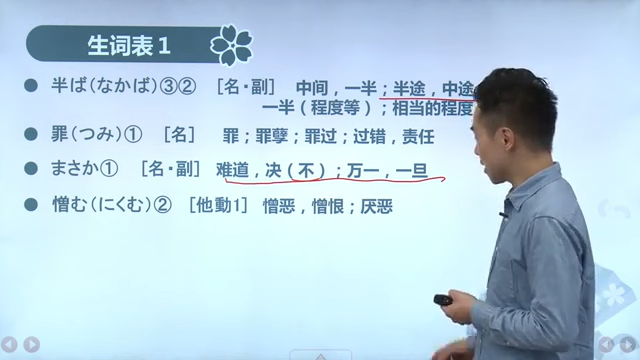 生词表1
半ば(なかば)③② [名·副] 中间，一半；半途，中途
一半（程度等）；相当的程度
罪(つみ)① [名] 罪；罪孽；罪过；过错，责任
まさか① [名·副] 难道，决（不）；万一，一旦
憎む(にくむ)② [他動1] 憎恶，憎恨；厌恶